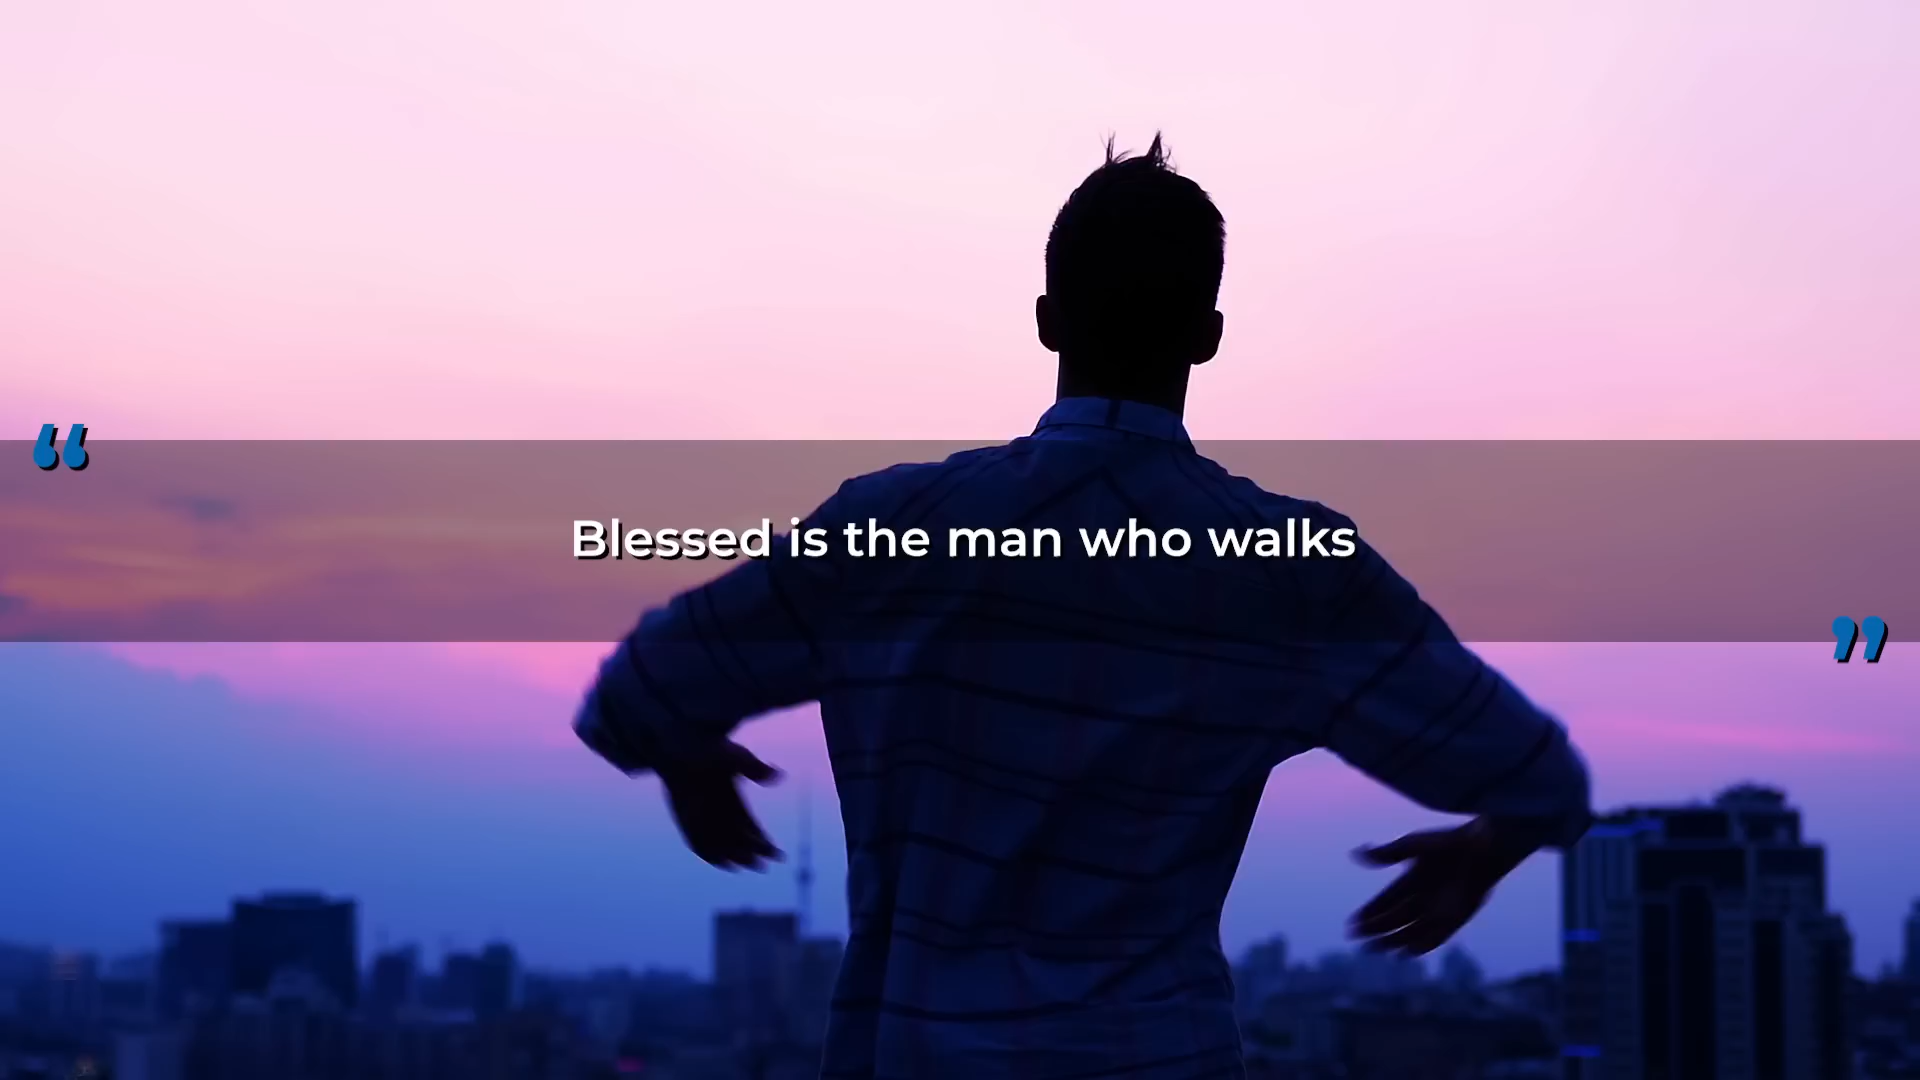 “
Blessed is the man who walks
”